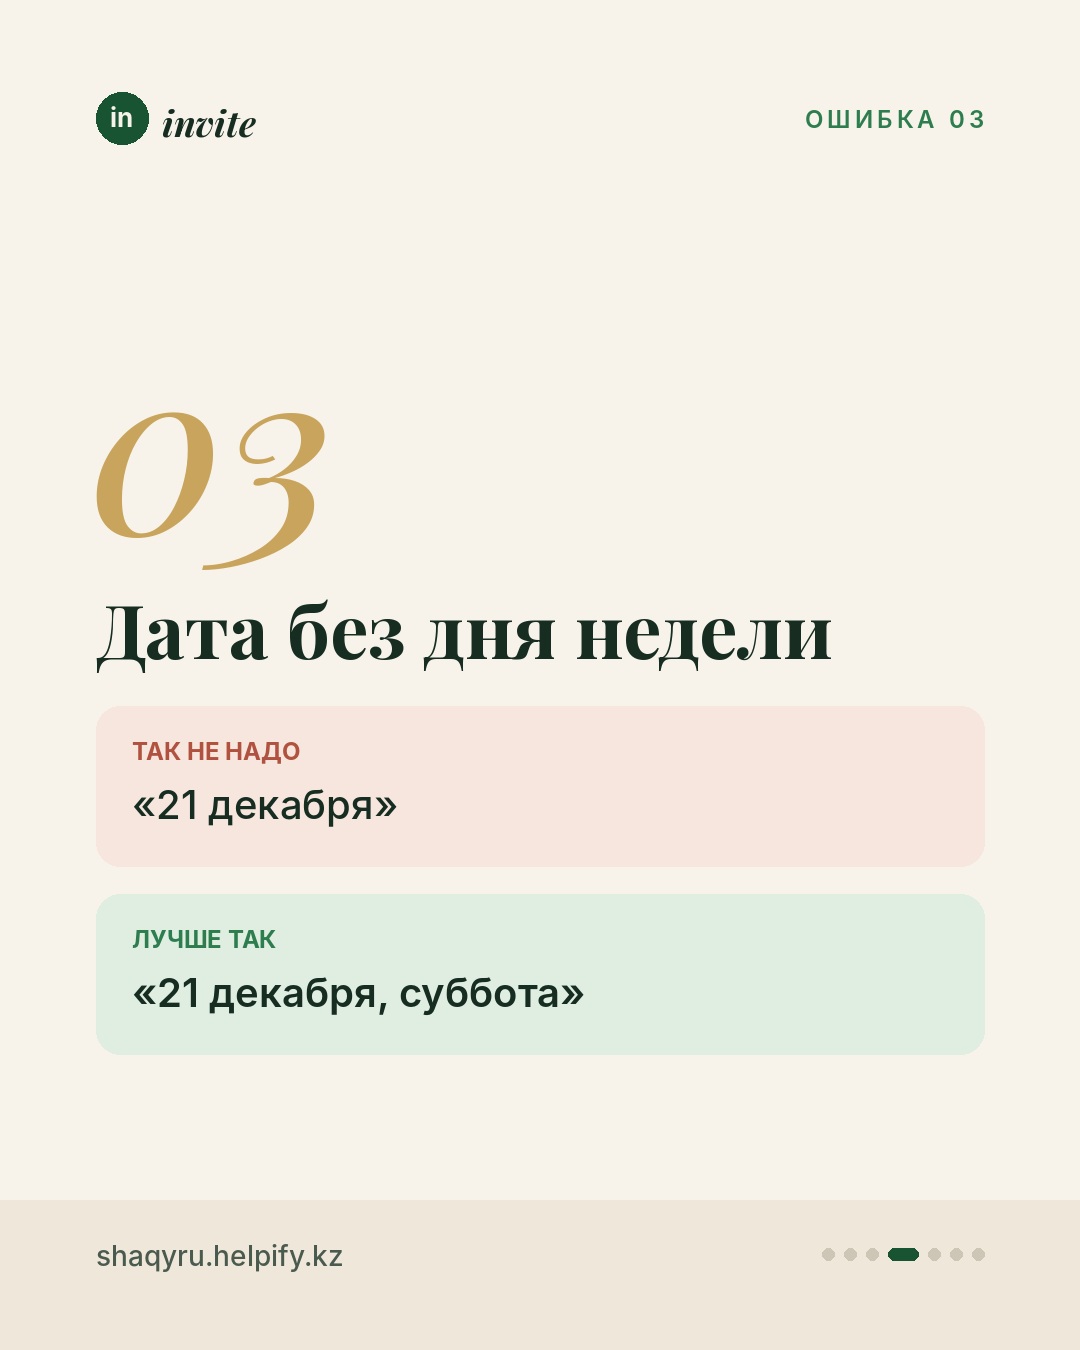 in invite
ОШИБКА 03
03
Дата без дня недели
ТАК НЕ НАДО
«21 декабря»
ЛУЧШЕ ТАК
«21 декабря, суббота»
shaqyru.helpify.kz